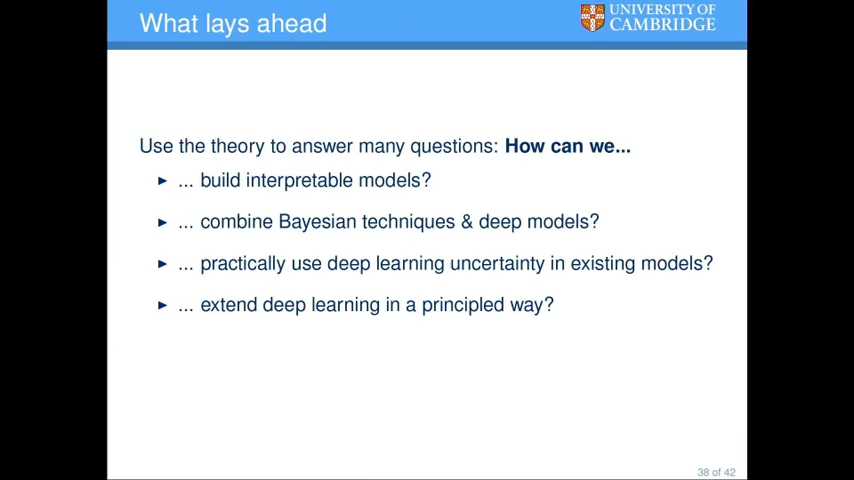 What lays ahead
UNIVERSITY OF
CAMBRIDGE
Use the theory to answer many questions: How can we...
► ... build interpretable models?
► ... combine Bayesian techniques & deep models?
► ... practically use deep learning uncertainty in existing models?
► ... extend deep learning in a principled way?
38 of 42